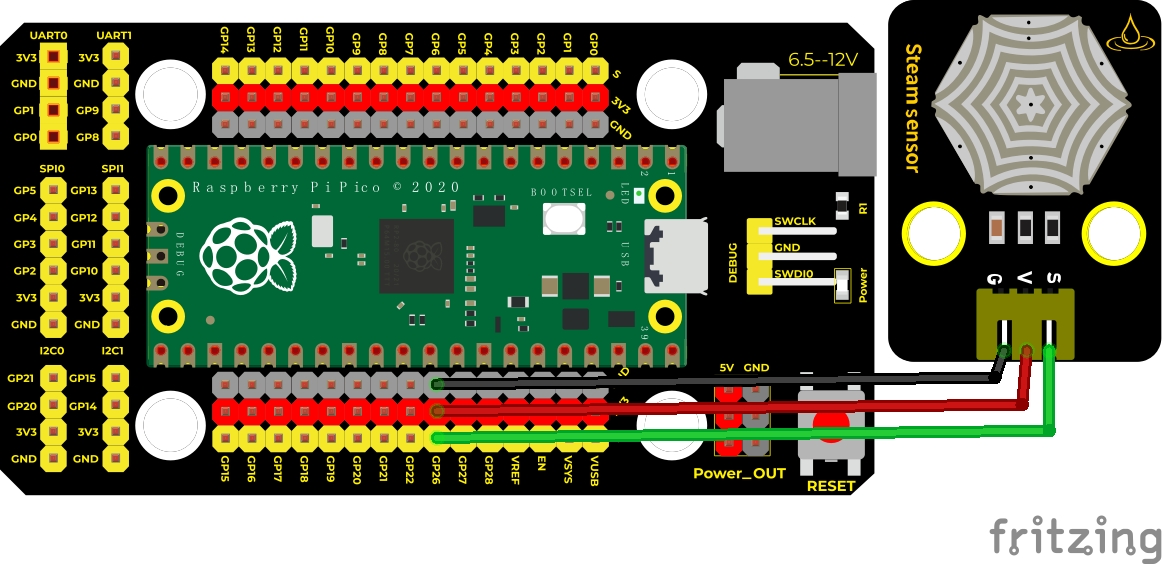 UART0
UART1
3V3
3V3
GND
GND
GP1
GP9
GP0
GP8
GP14
GP13
GP12
GP11
GP10
GP9
GP8
GP7
GP6
GP5
GP4
GP3
GP2
GP1
GP0
S
3V3
GND
6.5--12V
Steam sensor
SPI0
SPI1
GP5
GP13
GP4
GP12
GP3
GP11
GP2
GP10
3V3
3V3
GND
GND
Raspberry Pi Pico © 2020
BOOTSEL
LED
2
1
DEBUG
USB
39
R1
SWCLK
GND
SWDI0
DEBUG
Power
G
V
S
I2C0
I2C1
GP21
GP15
GP20
GP14
3V3
3V3
GND
GND
5V
GND
GP15
GP16
GP17
GP18
GP19
GP20
GP21
GP22
GP26
GP27
GP28
VREF
EN
VSYS
VUSB
Power_OUT
RESET
fritzing